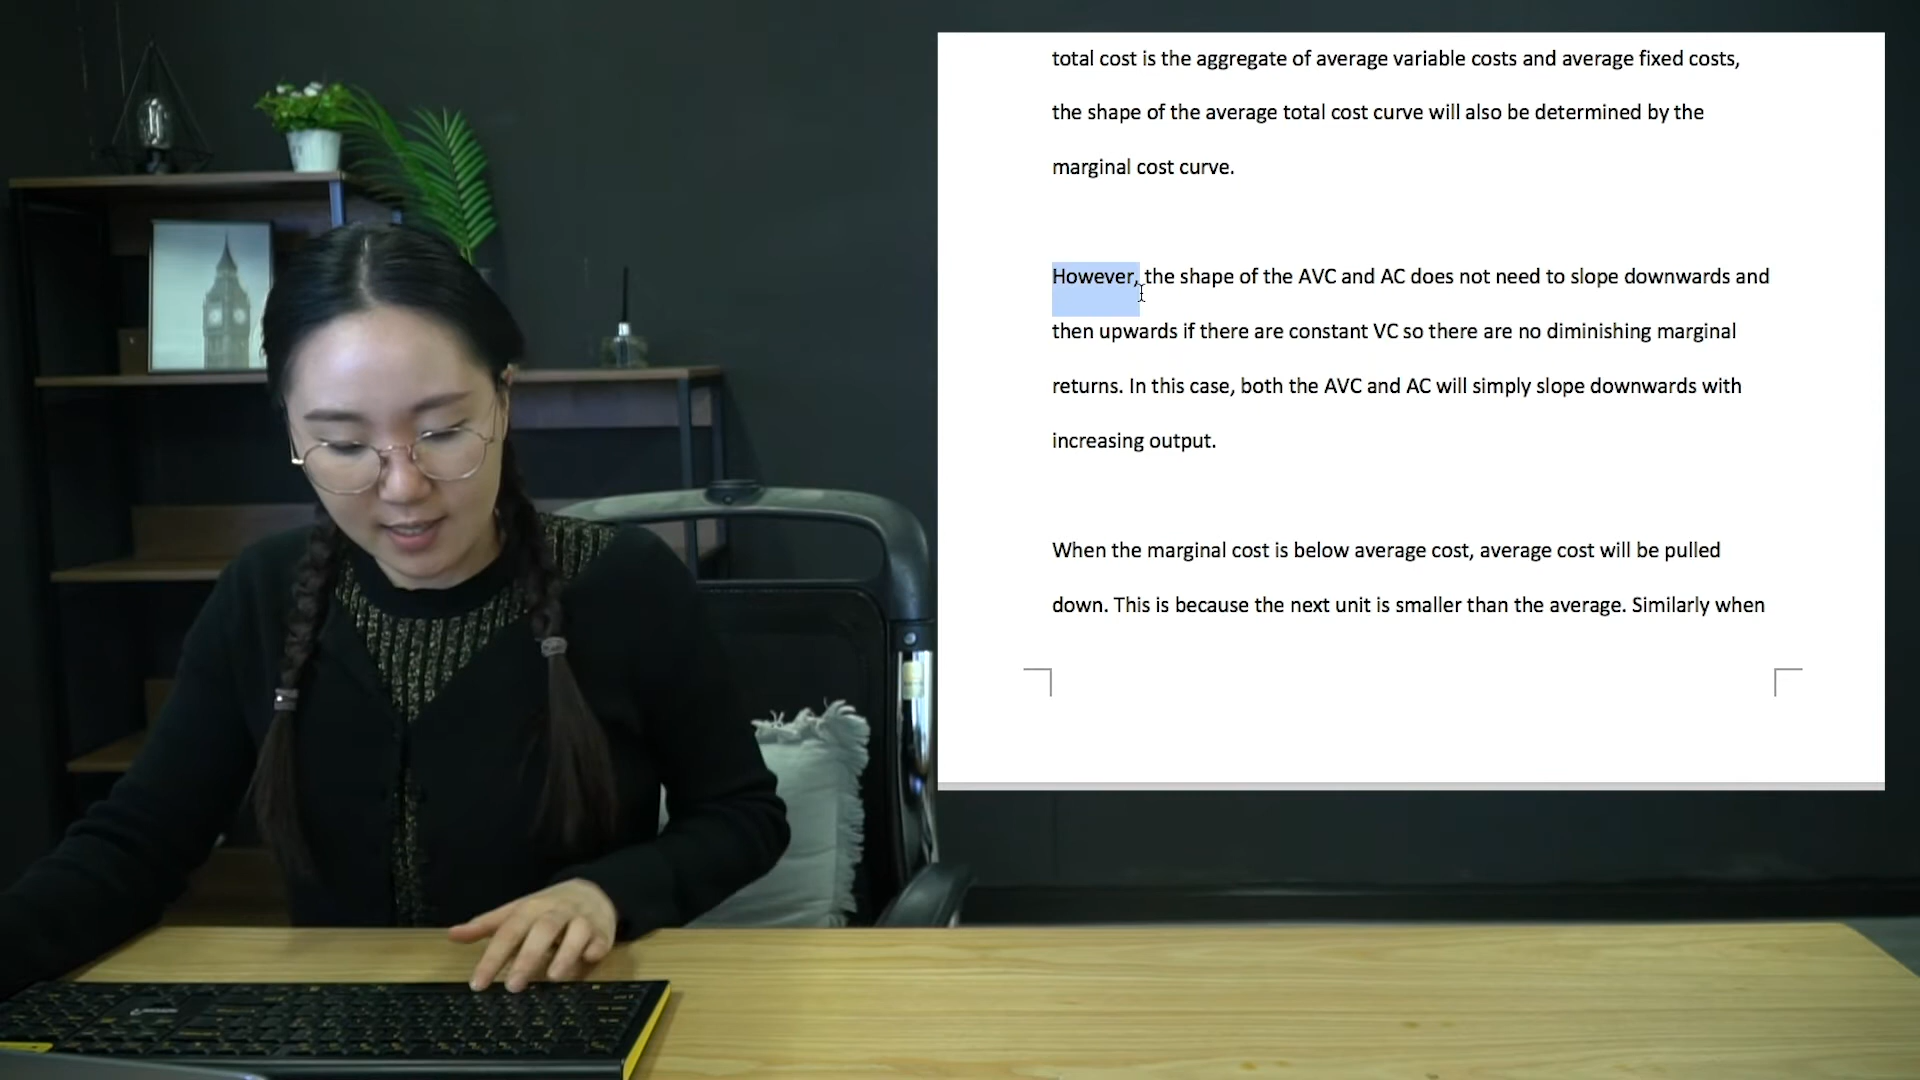 total cost is the aggregate of average variable costs and average fixed costs,
the shape of the average total cost curve will also be determined by the
marginal cost curve.
However, the shape of the AVC and AC does not need to slope downwards and
then upwards if there are constant VC so there are no diminishing marginal
returns. In this case, both the AVC and AC will simply slope downwards with
increasing output.
When the marginal cost is below average cost, average cost will be pulled
down. This is because the next unit is smaller than the average. Similarly when